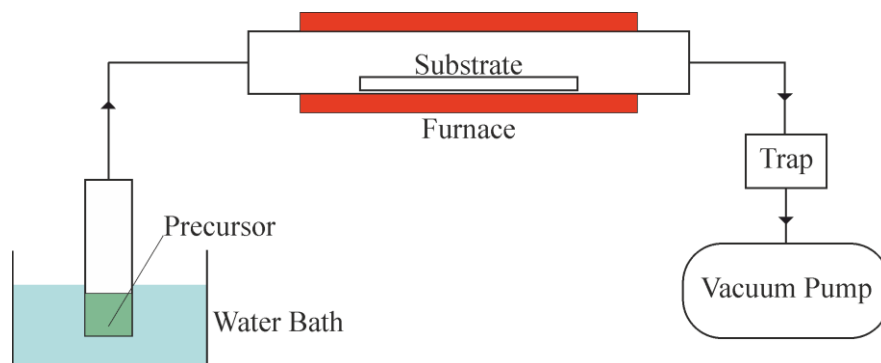 Substrate
Furnace
Trap
Precursor
Vacuum Pump
Water Bath